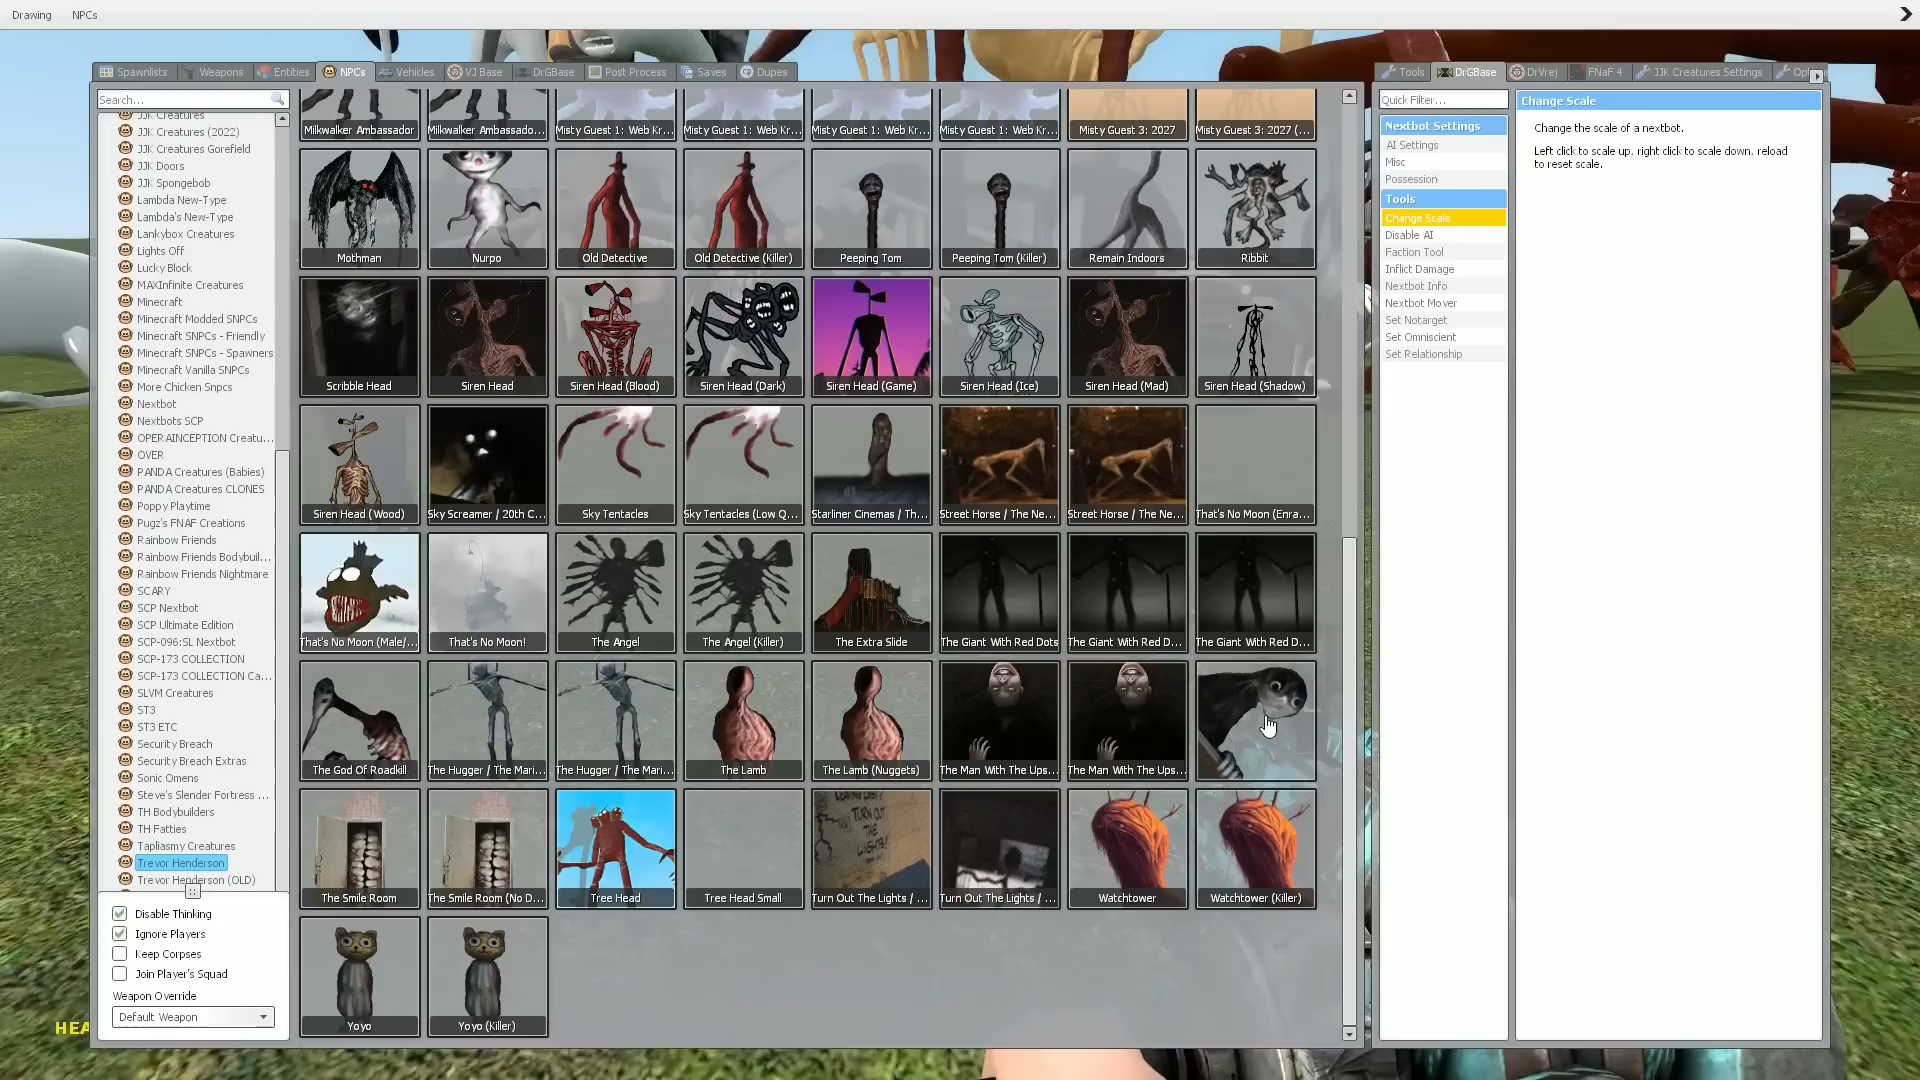 Drawing NPCs
Spawnlists Weapons Entities NPCs Vehicles VJ Base DrGBase Post Process Saves Dupes
Tools DrGBase DrVrej FNaF 4 JJK Creatures Settings
Search...
JJK Creatures
JJK Creatures (2022)
JJK Creatures Gorefield
JJK Doors
JJK Spongebob
Lambda New-Type
Lambda's New-Type
Lankybox Creatures
Lights Off
Lucky Block
MAXInfinite Creatures
Minecraft
Minecraft Modded SNPCs
Minecraft SNPCs - Friendly
Minecraft SNPCs - Spawners
Minecraft Vanilla SNPCs
More Chicken Snpcs
Nextbot
Nextbots SCP
OPERAINCEPTION Creatu...
OVER
PANDA Creatures (Babies)
PANDA Creatures CLONES
Poppy Playtime
Pugz's FNAF Creations
Rainbow Friends
Rainbow Friends Bodybuil...
Rainbow Friends Nightmare
SCARY
SCP Nextbot
SCP Ultimate Edition
SCP-096:SL Nextbot
SCP-173 COLLECTION
SCP-173 COLLECTION Ca...
SLVM Creatures
ST3
ST3 ETC
Security Breach
Security Breach Extras
Sonic Omens
Steve's Slender Fortress ...
TH Bodybuilders
TH Fatties
Tapliasmy Creatures
Trevor Henderson
Trevor Henderson (OLD)
Disable Thinking
Ignore Players
Keep Corpses
Join Player's Squad
Weapon Override
Default Weapon
HEA
Milkwalker Ambassador Milkwalker Ambassado... Misty Guest 1: Web Kr... Misty Guest 1: Web Kr... Misty Guest 1: Web Kr... Misty Guest 1: Web Kr... Misty Guest 3: 2027 Misty Guest 3: 2027 (...
Mothman Nurpo Old Detective Old Detective (Killer) Peeping Tom Peeping Tom (Killer) Remain Indoors Ribbit
Scribble Head Siren Head Siren Head (Blood) Siren Head (Dark) Siren Head (Game) Siren Head (Ice) Siren Head (Mad) Siren Head (Shadow)
Siren Head (Wood) Sky Screamer / 20th C... Sky Tentacles Sky Tentacles (Low Q... Starliner Cinemas / Th... Street Horse / The Ne... Street Horse / The Ne... That's No Moon (Enra...
That's No Moon (Male/... That's No Moon! The Angel The Angel (Killer) The Extra Slide The Giant With Red Dots The Giant With Red D... The Giant With Red D...
The God Of Roadkill The Hugger / The Mari... The Hugger / The Mari... The Lamb The Lamb (Nuggets) The Man With The Ups... The Man With The Ups...
TURN OUT
THE
LIGHTS!
The Smile Room The Smile Room (No D... Tree Head Tree Head Small Turn Out The Lights / ... Turn Out The Lights / ... Watchtower Watchtower (Killer)
Yoyo Yoyo (Killer)
Quick Filter...
Nextbot Settings
AI Settings
Misc
Possession
Tools
Change Scale
Disable AI
Faction Tool
Inflict Damage
Nextbot Info
Nextbot Mover
Set Notarget
Set Omniscient
Set Relationship
Change Scale
Change the scale of a nextbot.
Left click to scale up, right click to scale down, reload
to reset scale.